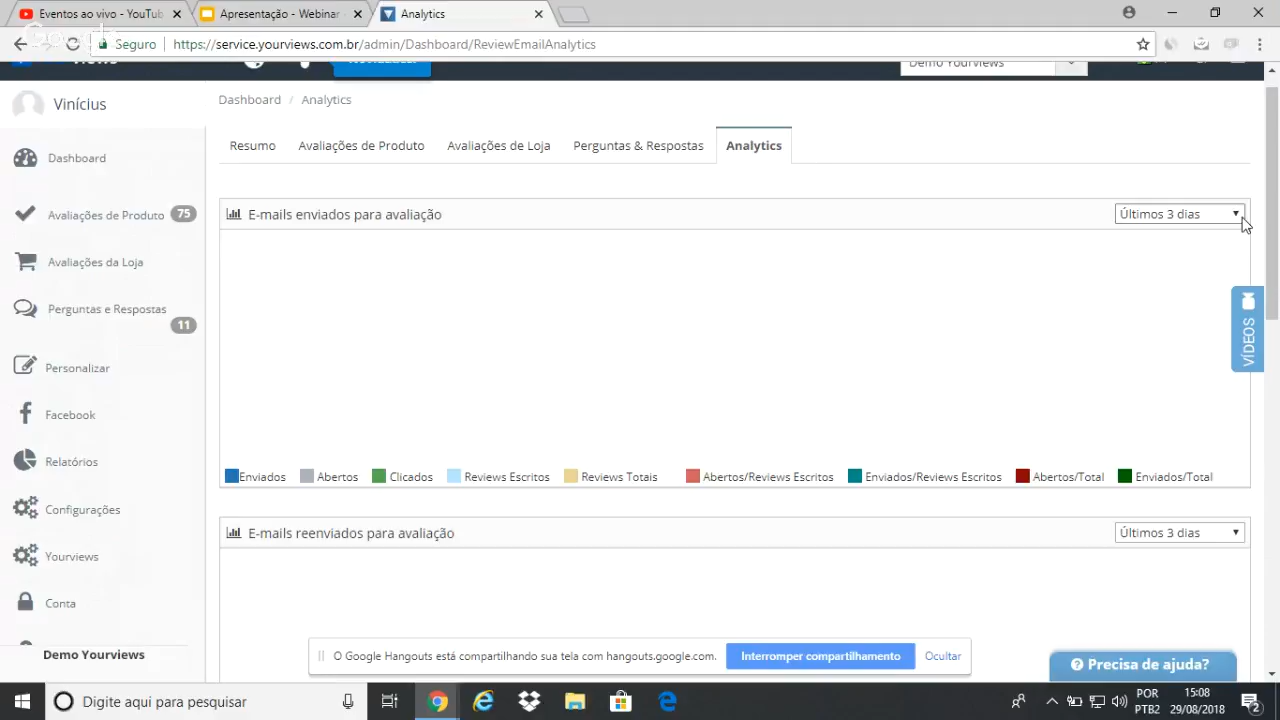 Eventos ao vivo - YouTub
Apresentação - Webinar -
Analytics
Seguro
https://service.yourviews.com.br/admin/Dashboard/ReviewEmailAnalytics
views
Demo Yourviews
Vinícius
Dashboard / Analytics
Resumo
Avaliações de Produto
Avaliações de Loja
Perguntas & Respostas
Analytics
Dashboard
Avaliações de Produto 75
Avaliações da Loja
Perguntas e Respostas
11
Personalizar
Facebook
Relatórios
Configurações
Yourviews
Conta
Demo Yourviews
E-mails enviados para avaliação
Últimos 3 dias
VÍDEOS
Enviados
Abertos
Clicados
Reviews Escritos
Reviews Totais
Abertos/Reviews Escritos
Enviados/Reviews Escritos
Abertos/Total
Enviados/Total
E-mails reenviados para avaliação
Últimos 3 dias
O Google Hangouts está compartilhando sua tela com hangouts.google.com.
Interromper compartilhamento
Ocultar
Precisa de ajuda?
Digite aqui para pesquisar
POR
PTB2
15:08
29/08/2018
2